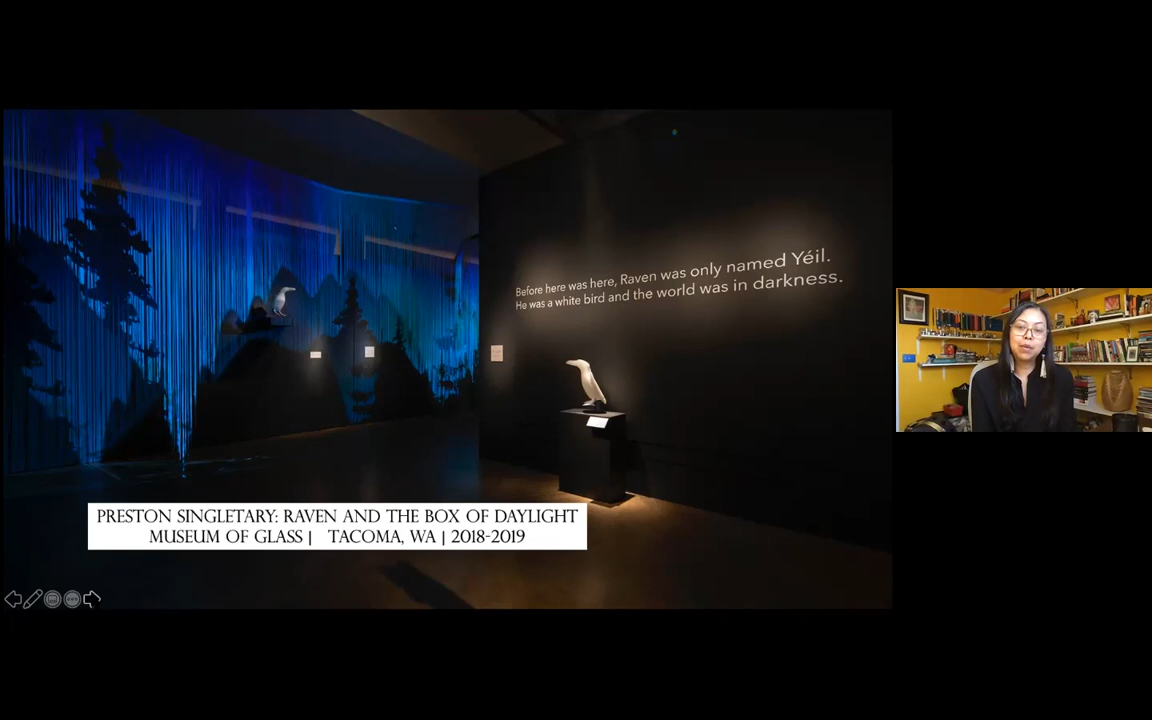 Before here was here, Raven was only named Yéil.
He was a white bird and the world was in darkness.
PRESTON SINGLETARY: RAVEN AND THE BOX OF DAYLIGHT
MUSEUM OF GLASS | TACOMA, WA | 2018-2019